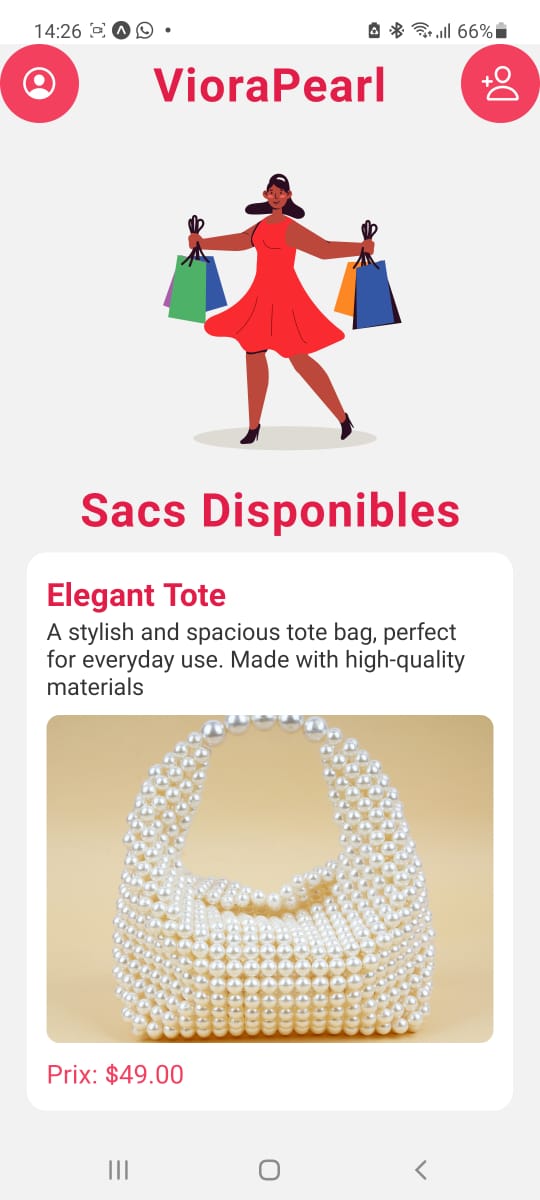 14:26
66%
VioraPearl
Sacs Disponibles
Elegant Tote
A stylish and spacious tote bag, perfect
for everyday use. Made with high-quality
materials
Prix: $49.00